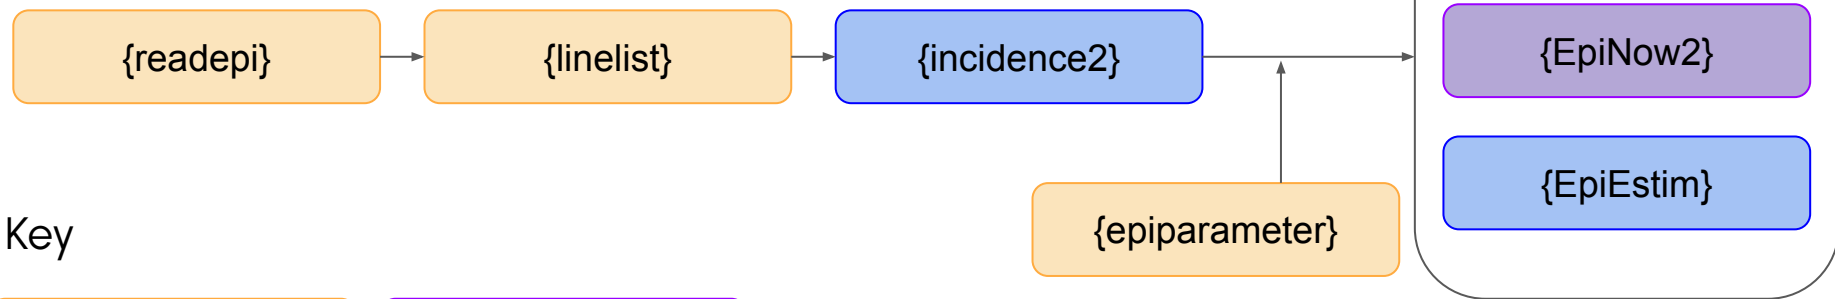 {readepi}
{linelist}
{incidence2}
{EpiNow2}
{EpiEstim}
{epiparameter}
Key